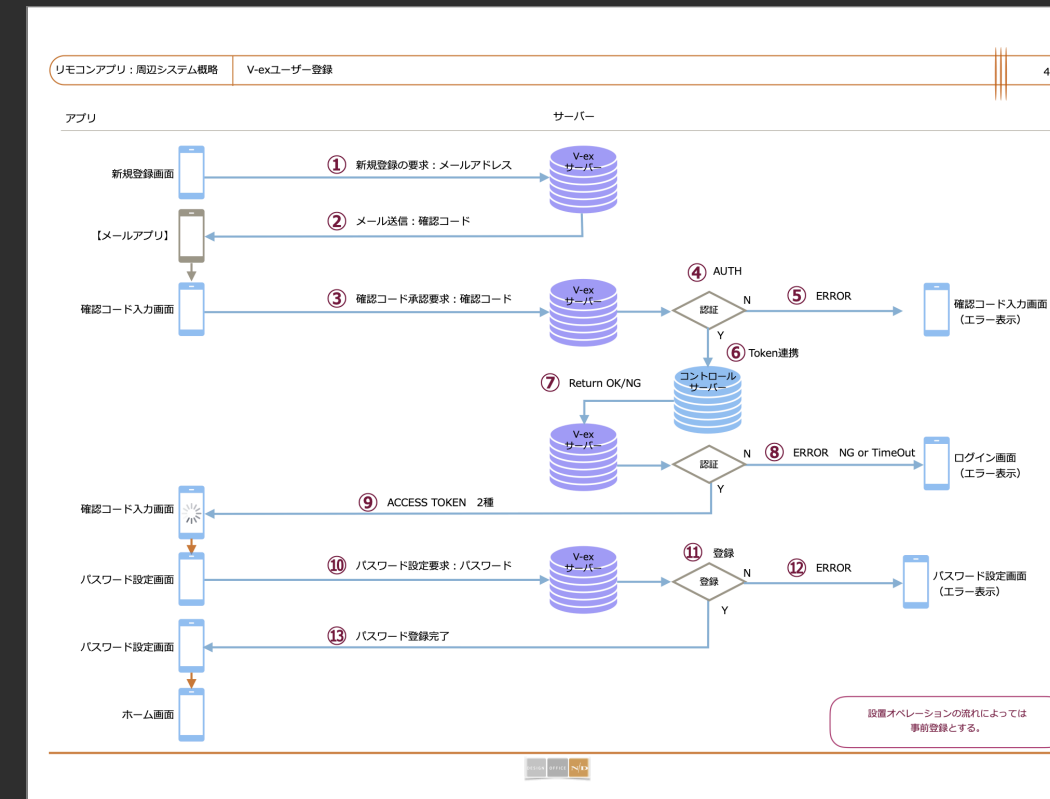 リモコンアプリ：周辺システム概略
V-exユーザー登録
4
アプリ
サーバー
新規登録画面
① 新規登録の要求：メールアドレス
V-ex
サーバー
【メールアプリ】
② メール送信：確認コード
確認コード入力画面
③ 確認コード承認要求：確認コード
V-ex
サーバー
④ AUTH
認証
N
⑤ ERROR
確認コード入力画面
（エラー表示）
Y
⑥ Token連携
コントロール
サーバー
⑦ Return OK/NG
V-ex
サーバー
認証
N
⑧ ERROR NG or TimeOut
ログイン画面
（エラー表示）
Y
確認コード入力画面
⑨ ACCESS TOKEN 2種
パスワード設定画面
⑩ パスワード設定要求：パスワード
V-ex
サーバー
⑪ 登録
登録
N
⑫ ERROR
パスワード設定画面
（エラー表示）
Y
パスワード設定画面
⑬ パスワード登録完了
ホーム画面
設置オペレーションの流れによっては
事前登録とする。